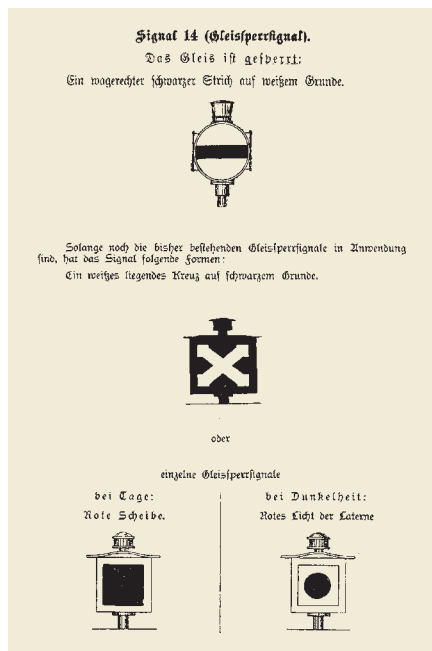 Signal 14 (Gleissperrsignal).
Das Gleis ist gesperrt:
Ein wagerechter schwarzer Strich auf weißem Grunde.
Solange noch die bisher bestehenden Gleissperrsignale in Anwendung
sind, hat das Signal folgende Formen:
Ein weißes liegendes Kreuz auf schwarzem Grunde.
oder
einzelne Gleissperrsignale
bei Tage:
Rote Scheibe.
bei Dunkelheit:
Rotes Licht der Laterne